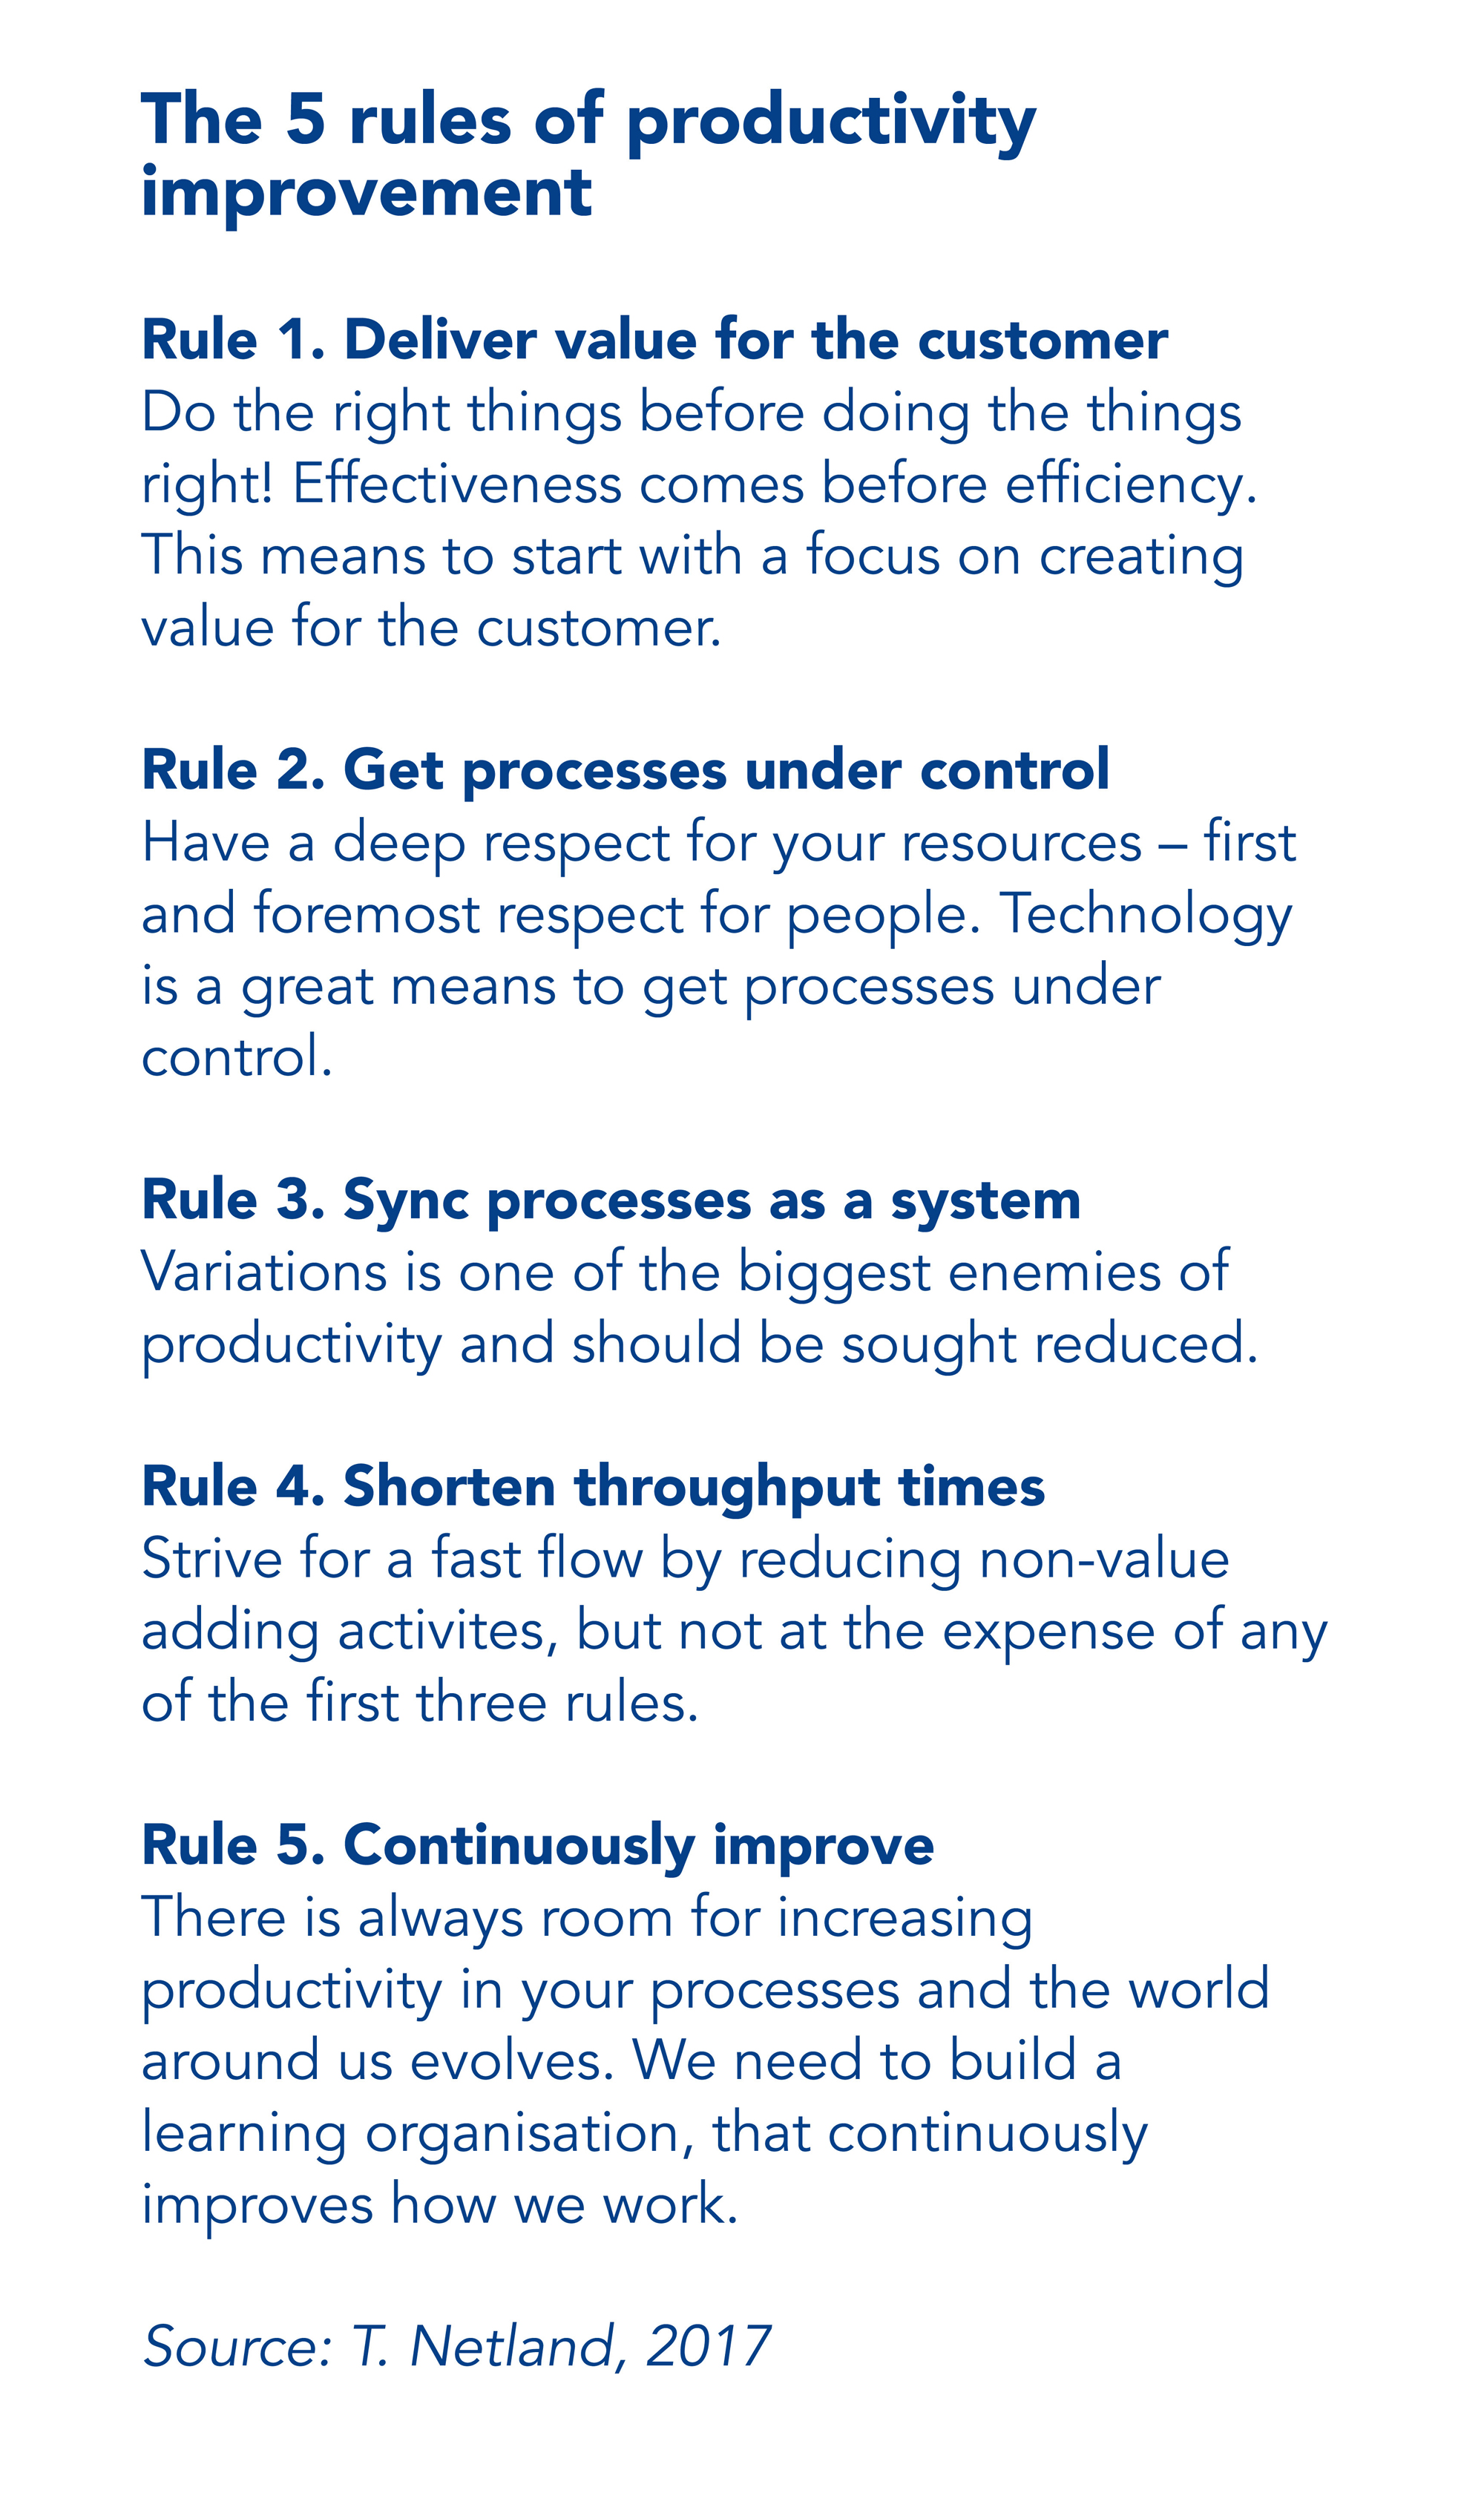 The 5 rules of productivity
improvement
Rule 1. Deliver value for the customer
Do the right things before doing the things
right! Effectiveness comes before efficiency.
This means to start with a focus on creating
value for the customer.
Rule 2. Get processes under control
Have a deep respect for your resources – first
and foremost respect for people. Technology
is a great means to get processes under
control.
Rule 3. Sync processes as a system
Variations is one of the biggest enemies of
productivity and should be sought reduced.
Rule 4. Shorten throughput times
Strive for a fast flow by reducing non-value
adding activites, but not at the expense of any
of the first three rules.
Rule 5. Continuously improve
There is always room for increasing
productivity in your processes and the world
around us evolves. We need to build a
learning organisation, that continuously
improves how we work.
Source: T. Netland, 2017